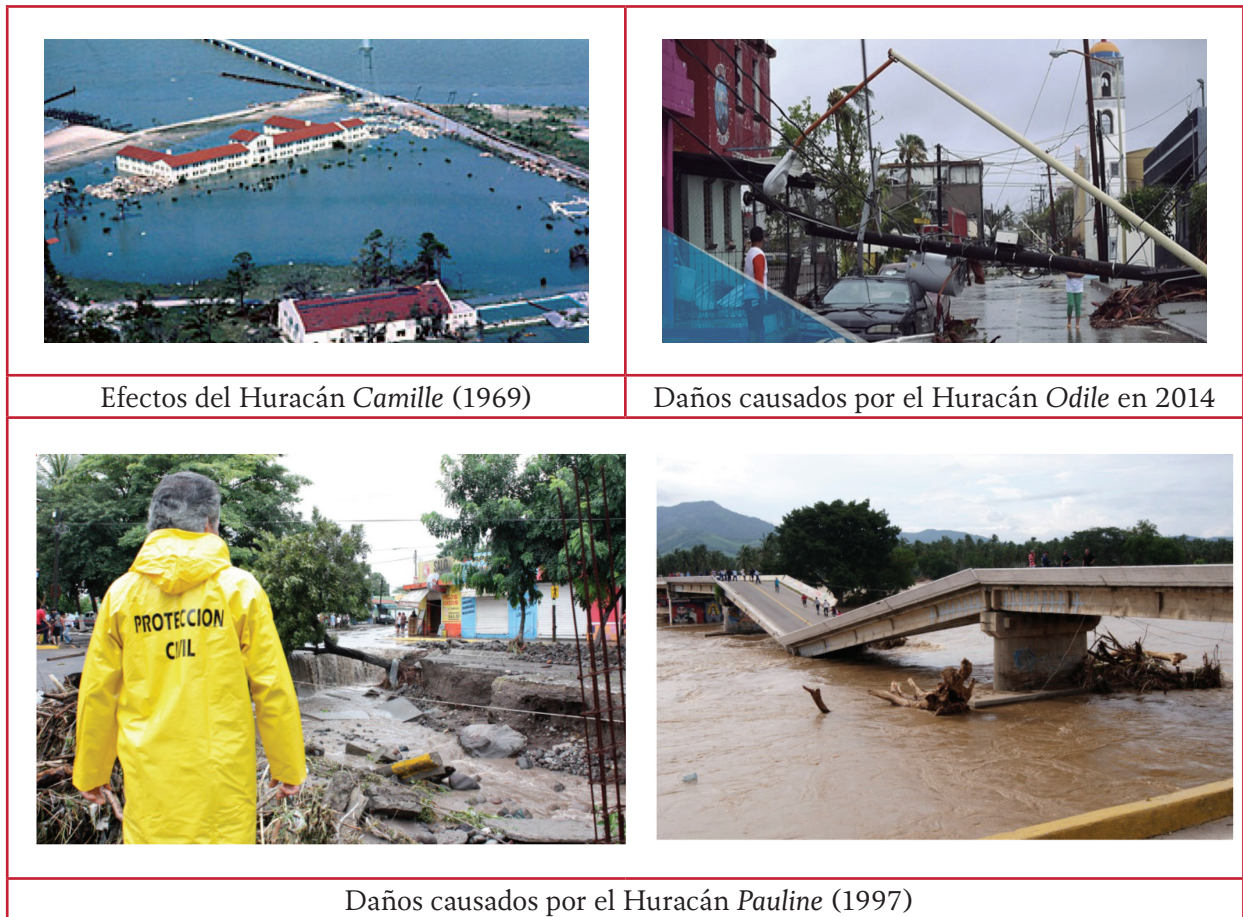 Efectos del Huracán Camille (1969)
Daños causados por el Huracán Odile en 2014
PROTECCION
CIVIL
Daños causados por el Huracán Pauline (1997)